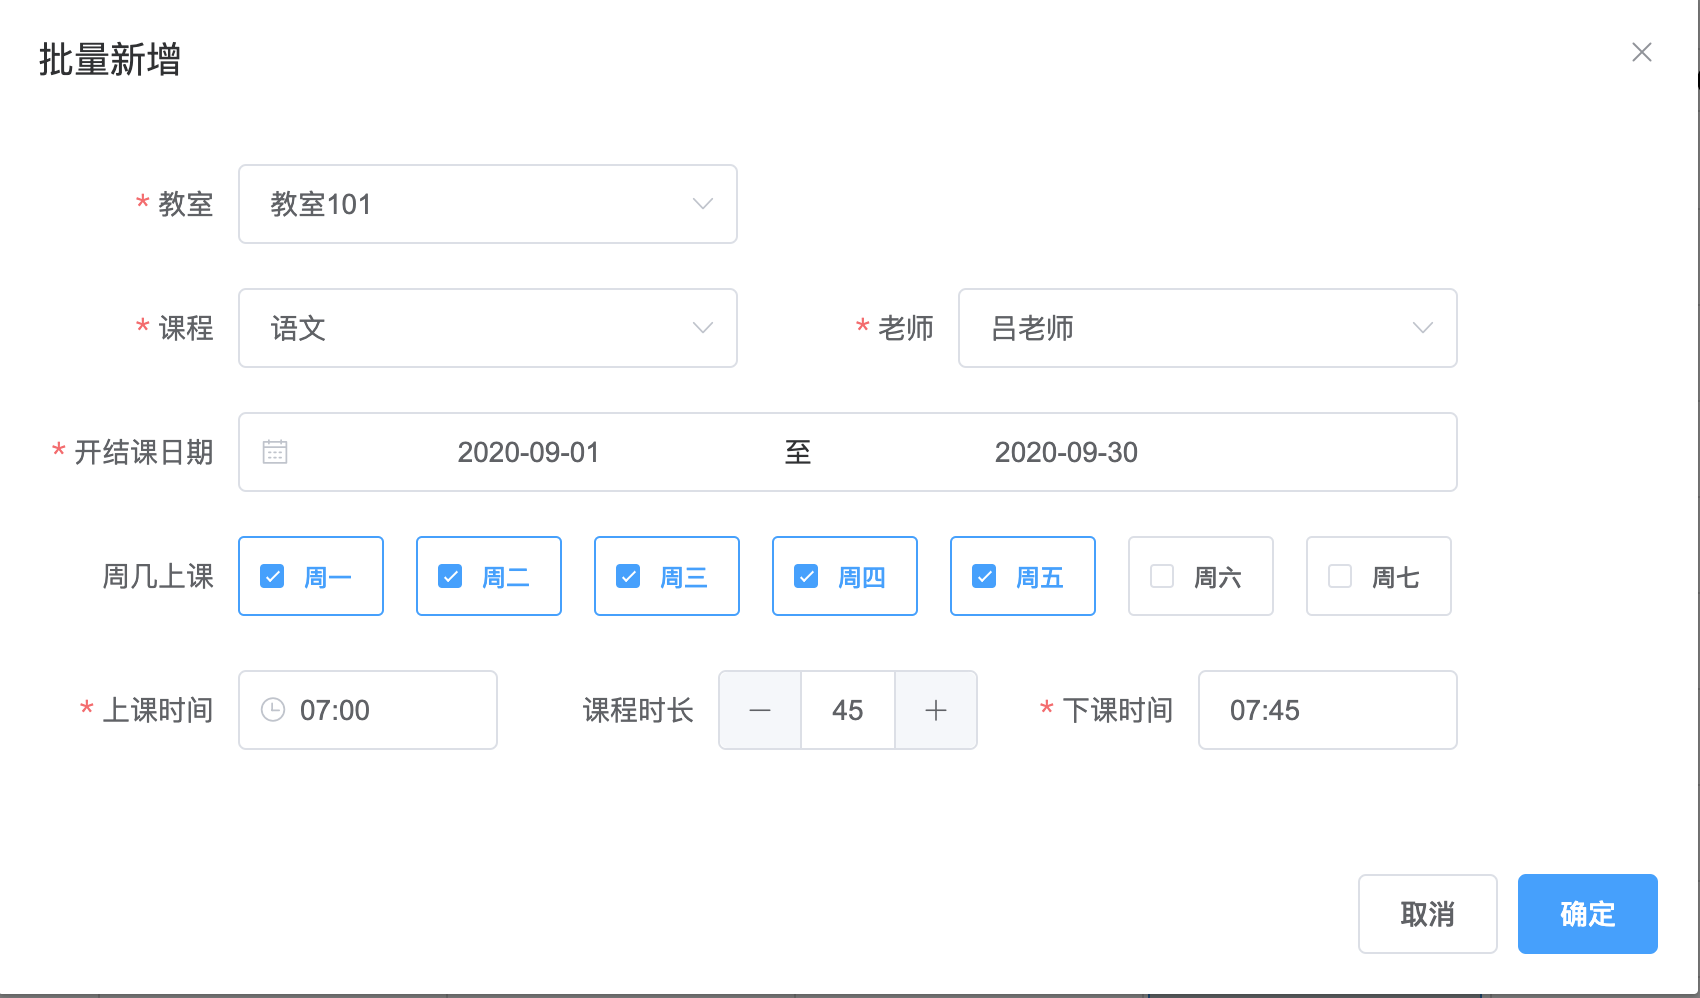 批量新增
* 教室 教室101
* 课程 语文 * 老师 吕老师
* 开结课日期 2020-09-01 至 2020-09-30
周几上课 周一 周二 周三 周四 周五 周六 周七
* 上课时间 07:00 课程时长 45 * 下课时间 07:45
取消 确定